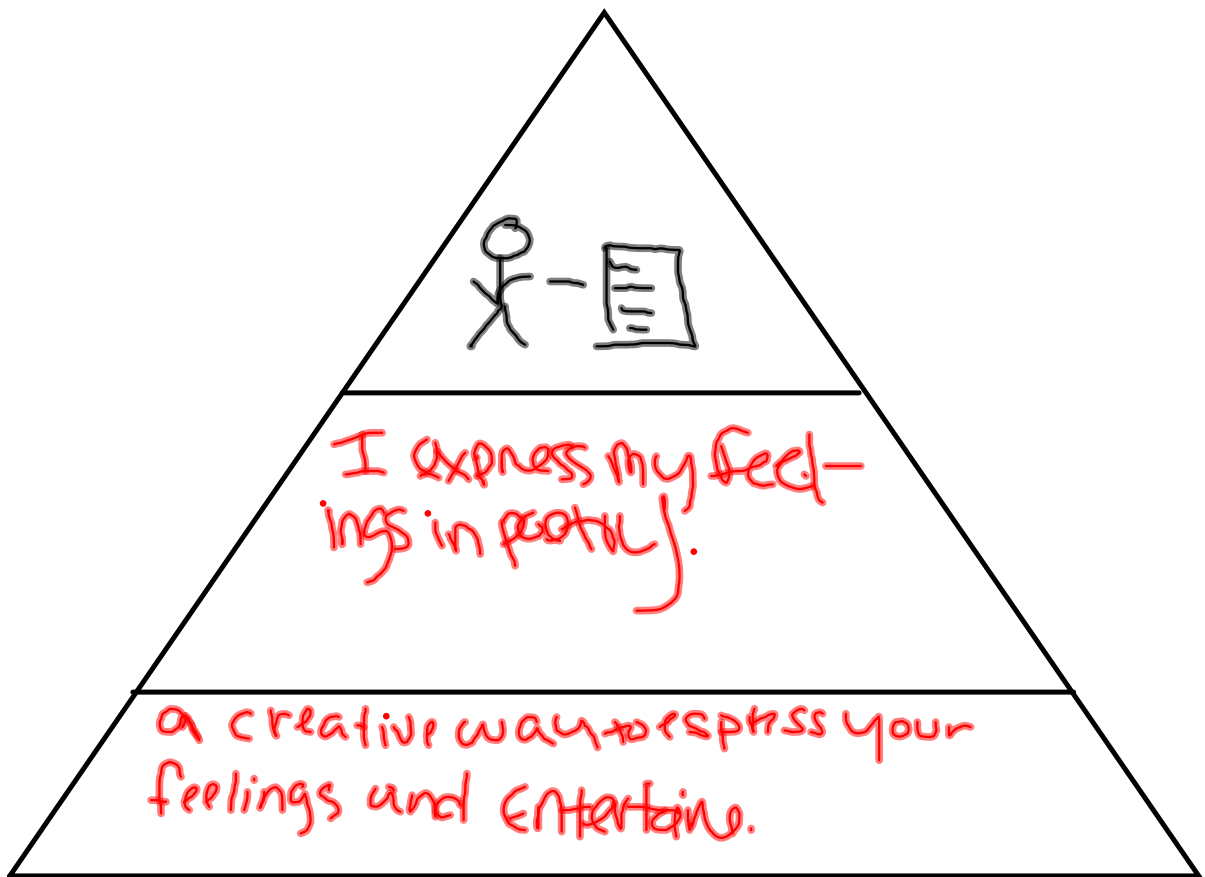 I express my feel-
ings in poetry.
a creative way to espress your
feelings and entertaine.